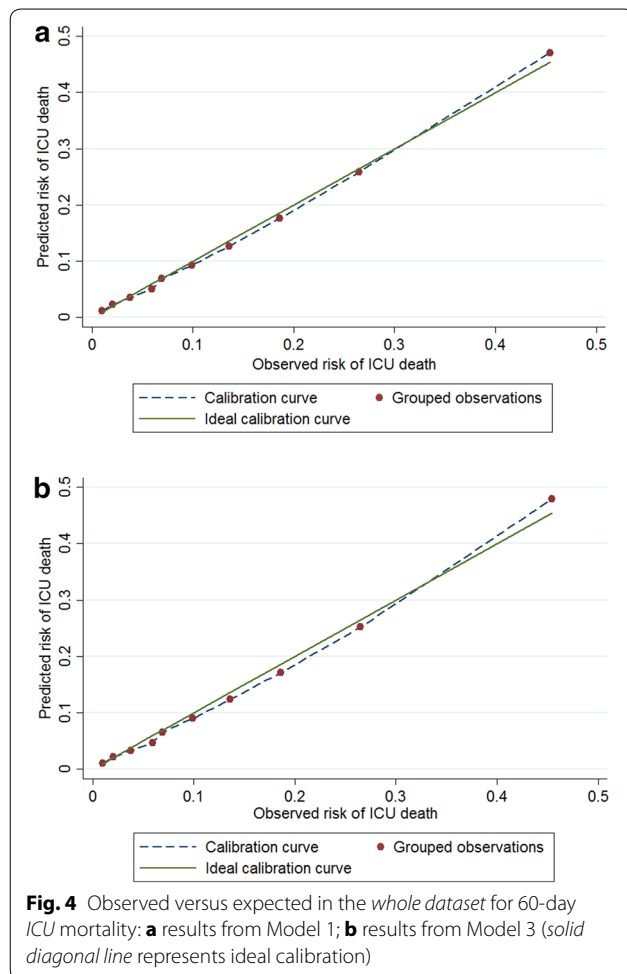 a
0.5
0.4
0.3
0.2
0.1
0
Predicted risk of ICU death
0 0.1 0.2 0.3 0.4 0.5
Observed risk of ICU death
Calibration curve Grouped observations
Ideal calibration curve
b
0.5
0.4
0.3
0.2
0.1
0
Predicted risk of ICU death
0 0.1 0.2 0.3 0.4 0.5
Observed risk of ICU death
Calibration curve Grouped observations
Ideal calibration curve
Fig. 4 Observed versus expected in the whole dataset for 60-day
ICU mortality: a results from Model 1; b results from Model 3 (solid
diagonal line represents ideal calibration)